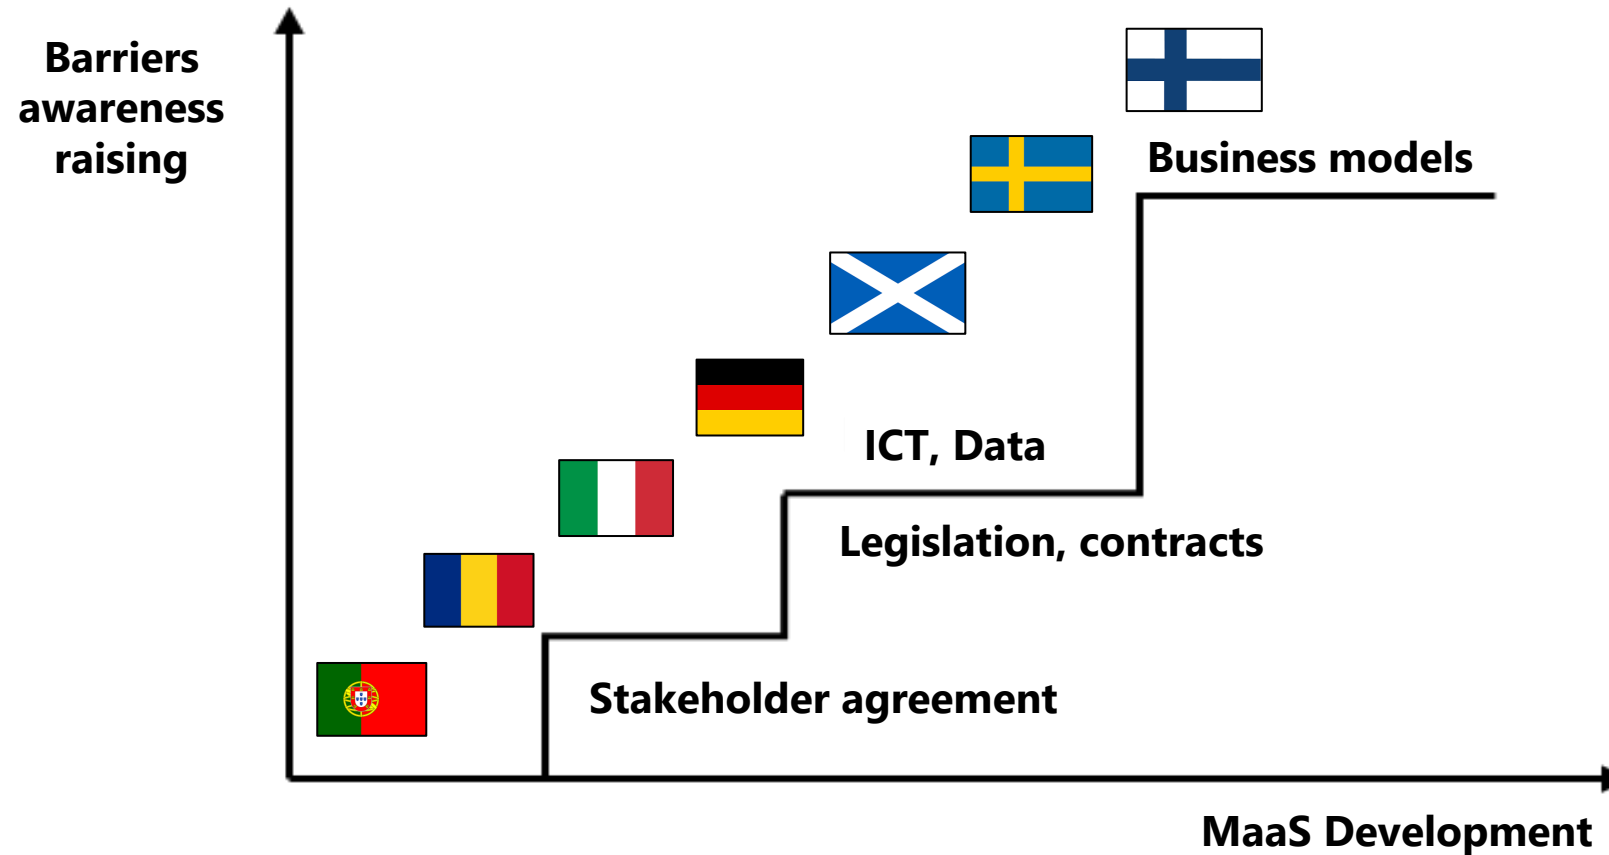 Barriers
awareness
raising
Business models
ICT, Data
Legislation, contracts
Stakeholder agreement
MaaS Development